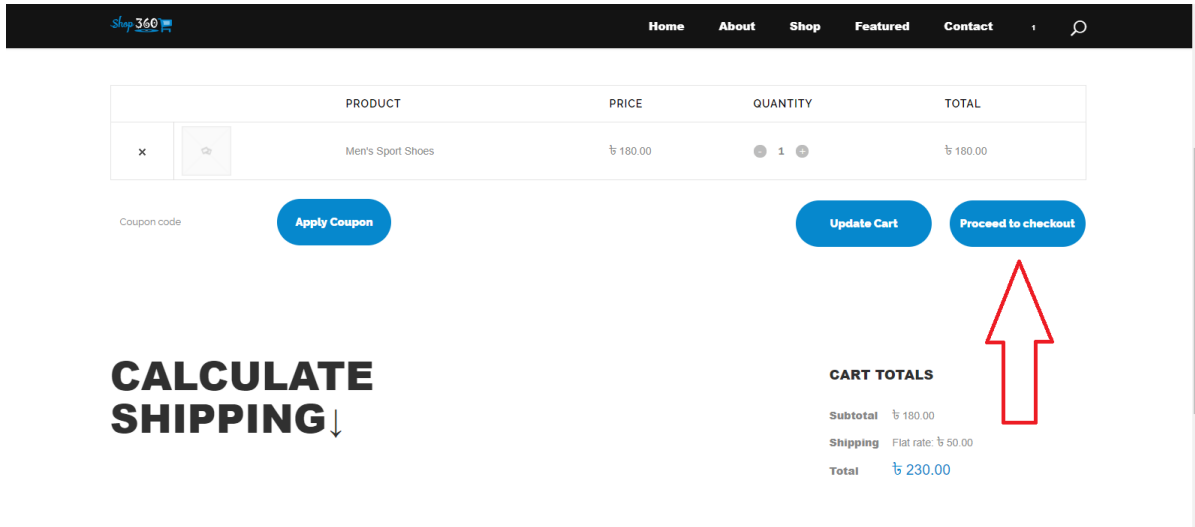 Shop 360
Home About Shop Featured Contact 1
PRODUCT PRICE QUANTITY TOTAL
× Men's Sport Shoes ৳ 180.00 - 1 + ৳ 180.00
Coupon code Apply Coupon Update Cart Proceed to checkout
CALCULATE
SHIPPING↓
CART TOTALS
Subtotal ৳ 180.00
Shipping Flat rate: ৳ 50.00
Total ৳ 230.00